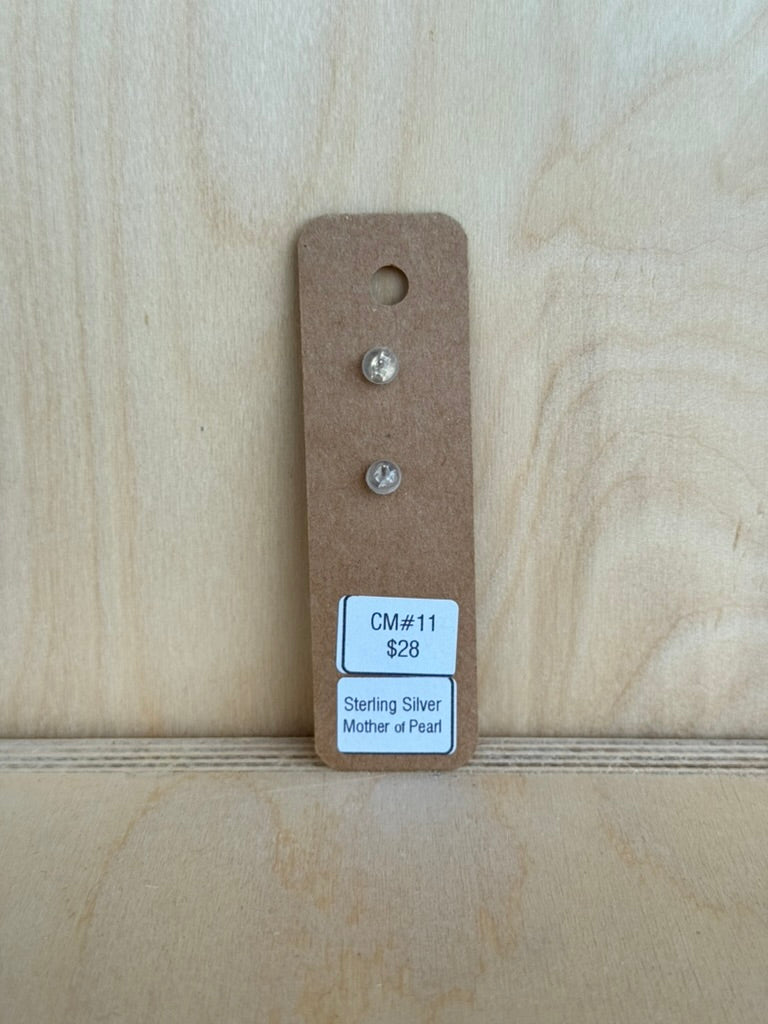 CM#11
$28
Sterling Silver
Mother of Pearl